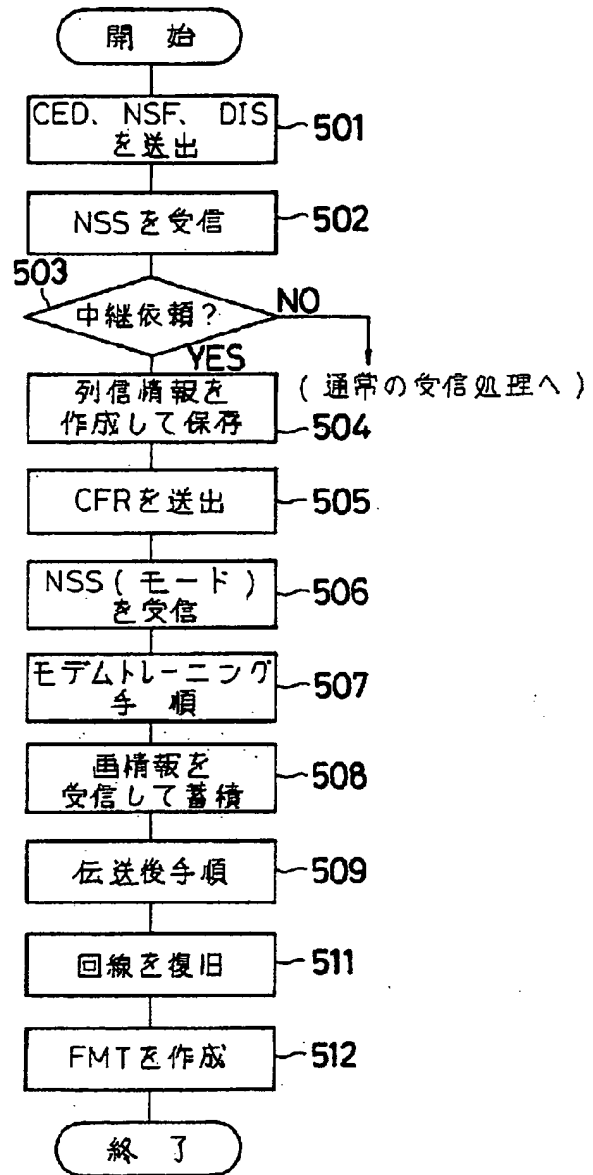 開始
CED、NSF、DIS
を送出
501
NSSを受信
502
503
中継依頼?
NO
YES
(通常の受信処理へ)
列信情報を
作成して保存
504
CFRを送出
505
NSS(モード)
を受信
506
モデムトレーニング
手順
507
画情報を
受信して蓄積
508
伝送後手順
509
回線を復旧
511
FMTを作成
512
終了